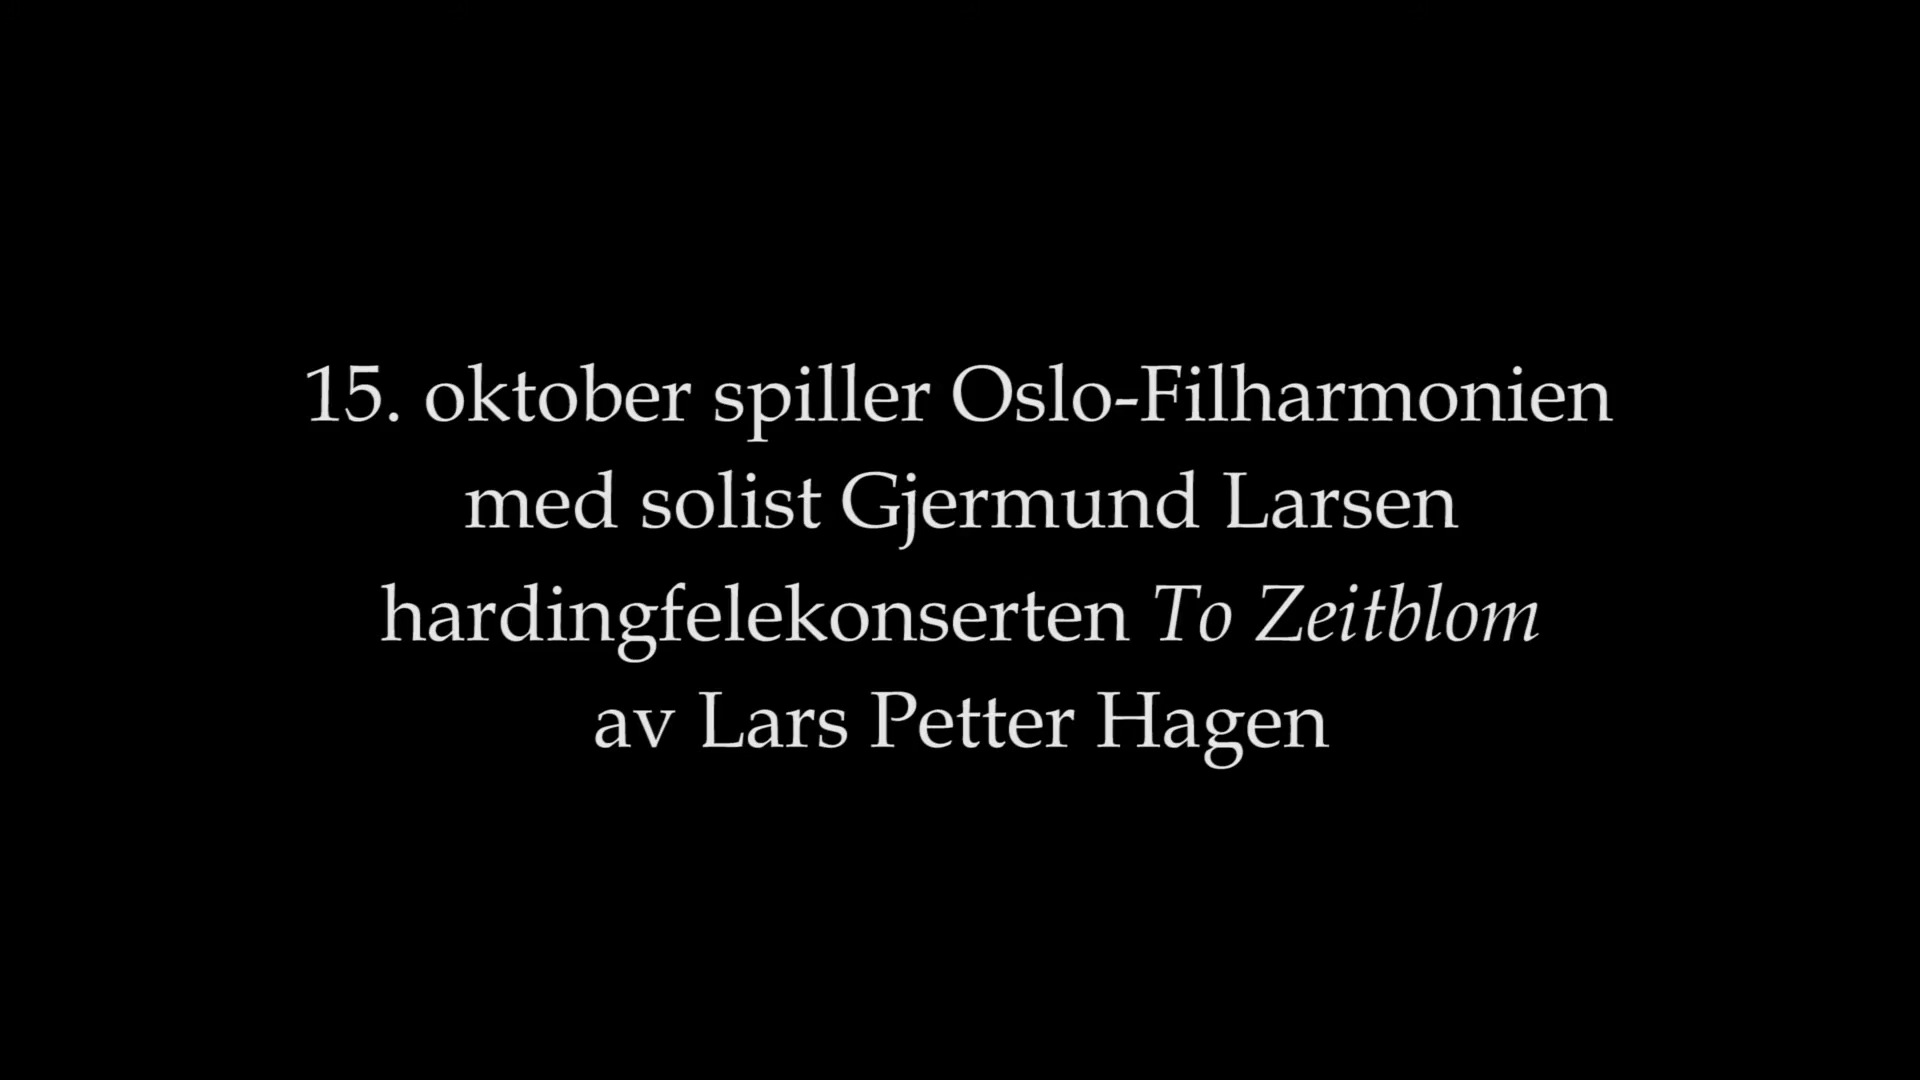 15. oktober spiller Oslo-Filharmonien
med solist Gjermund Larsen
hardingfelekonserten To Zeitblom
av Lars Petter Hagen